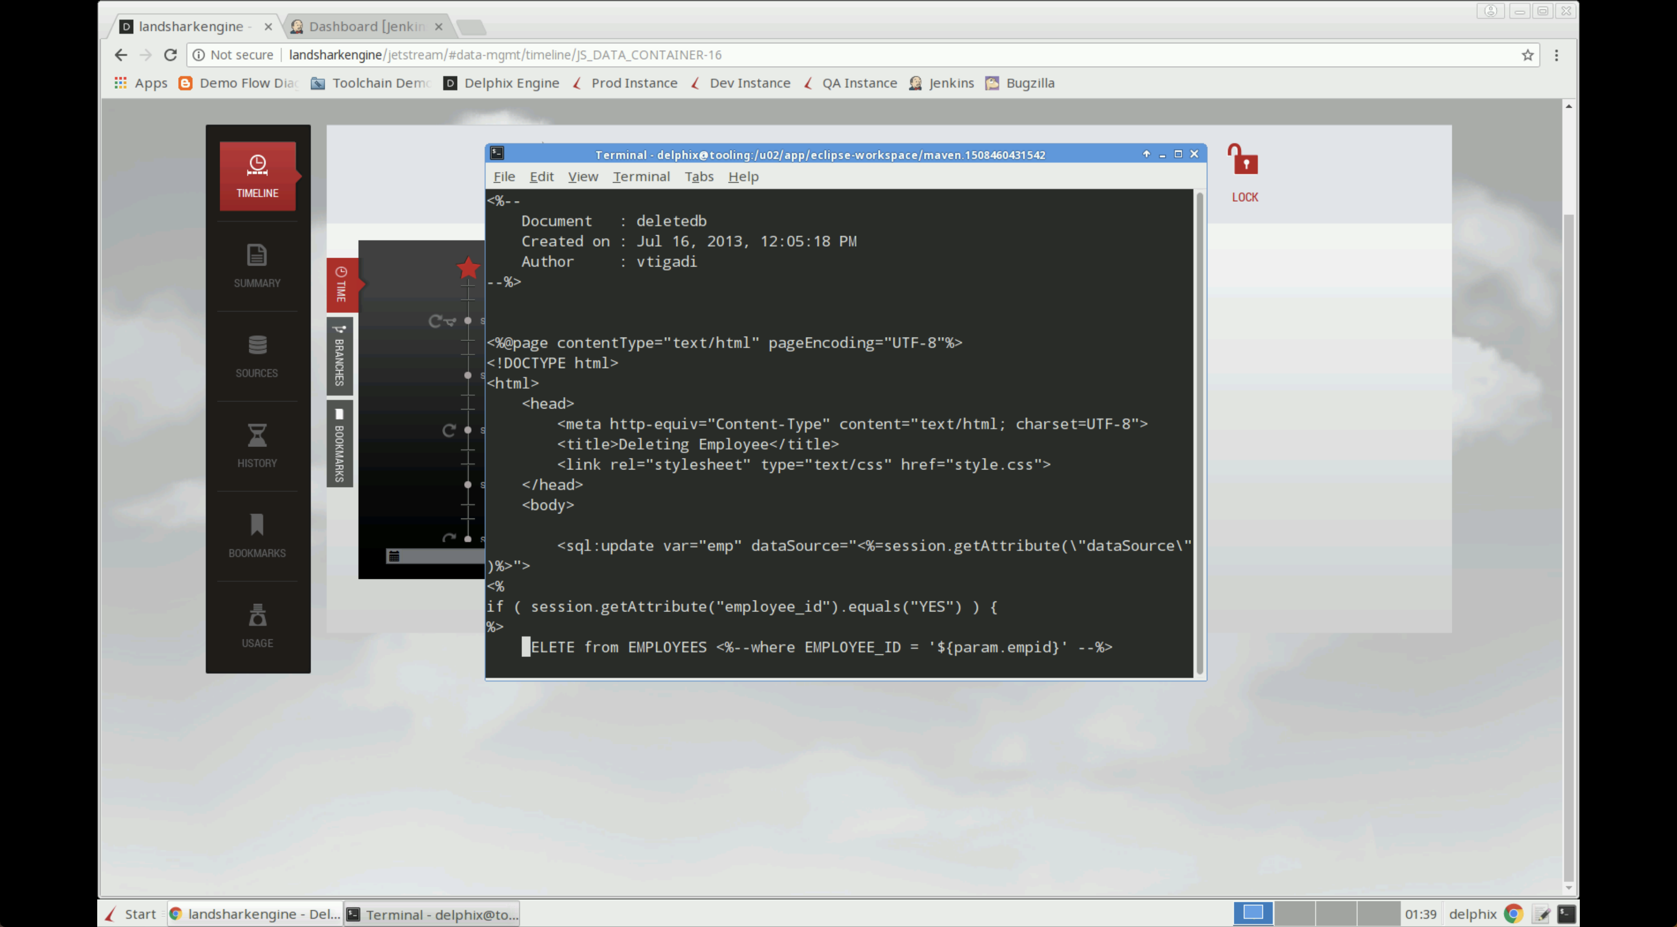 landsharkengine -
Dashboard [Jenkin
Not secure
landsharkengine/jetstream/#data-mgmt/timeline/JS_DATA_CONTAINER-16
Apps
Demo Flow Dia
Toolchain Demo
Delphix Engine
Prod Instance
Dev Instance
QA Instance
Jenkins
Bugzilla
TIMELINE
SUMMARY
SOURCES
HISTORY
BOOKMARKS
USAGE
TIME
BRANCHES
BOOKMARKS
LOCK
Terminal - delphix@tooling:/u02/app/eclipse-workspace/maven.1508460431542
File Edit View Terminal Tabs Help
<%--
Document : deletedb
Created on : Jul 16, 2013, 12:05:18 PM
Author : vtigadi
--%>
<%@page contentType="text/html" pageEncoding="UTF-8"%>
<!DOCTYPE html>
<html>
<head>
<meta http-equiv="Content-Type" content="text/html; charset=UTF-8">
<title>Deleting Employee</title>
<link rel="stylesheet" type="text/css" href="style.css">
</head>
<body>
<sql:update var="emp" dataSource="<%=session.getAttribute(\"dataSource\"
)%>">
<%
if ( session.getAttribute("employee_id").equals("YES") ) {
%>
ELETE from EMPLOYEES <%--where EMPLOYEE_ID = '${param.empid}' --%>
Start
landsharkengine - Del...
Terminal - delphix@to...
01:39
delphix